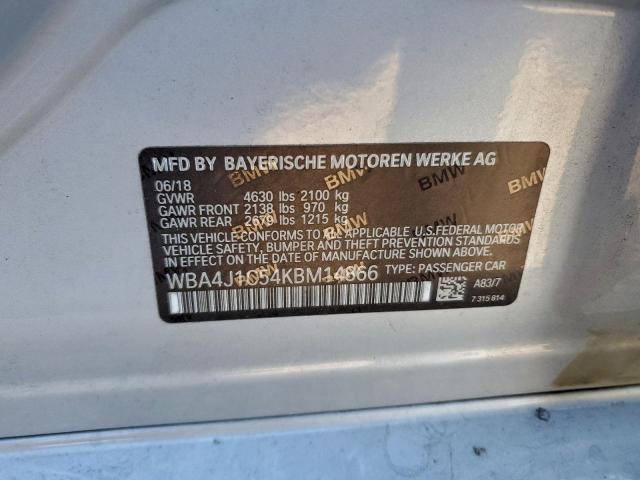 MFD BY BAYERISCHE MOTOREN WERKE AG
06/18
GVWR 4630 lbs 2100 kg
GAWR FRONT 2138 lbs 970 kg
GAWR REAR 2679 lbs 1215 kg
THIS VEHICLE CONFORMS TO ALL APPLICABLE U.S. FEDERAL MOTOR
VEHICLE SAFETY, BUMPER AND THEFT PREVENTION STANDARDS
IN EFFECT ON THE DATE OF MANUFACTURE SHOWN ABOVE.
WBA4J1C54KBM14866 TYPE: PASSENGER CAR
A83/7
7 315 814